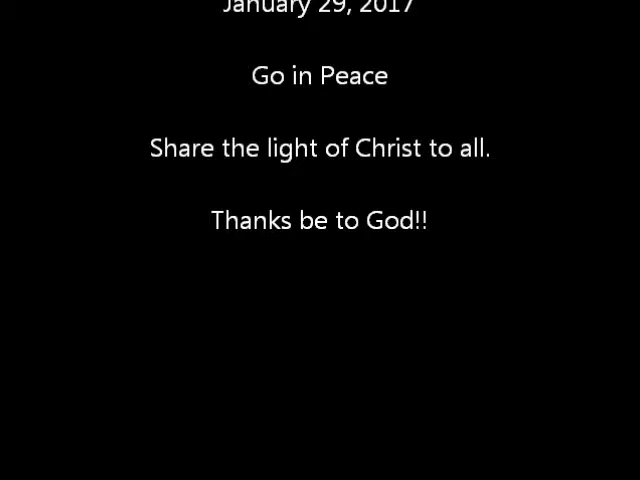 January 29, 2017
Go in Peace
Share the light of Christ to all.
Thanks be to God!!